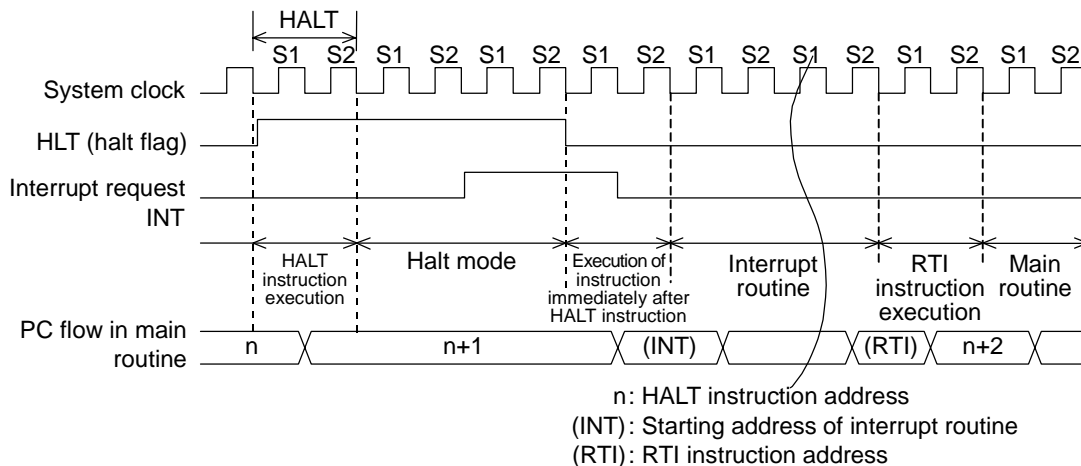 HALT
S1 S2 S1 S2 S1 S2 S1 S2 S1 S2 S1 S2 S1 S2 S1 S2
System clock
HLT (halt flag)
Interrupt request
INT
HALT
instruction
execution
Halt mode
Execution of
instruction
immediately after
HALT instruction
Interrupt
routine
RTI
instruction
execution
Main
routine
PC flow in main
routine
n n+1 (INT) (RTI) n+2
n: HALT instruction address
(INT): Starting address of interrupt routine
(RTI): RTI instruction address